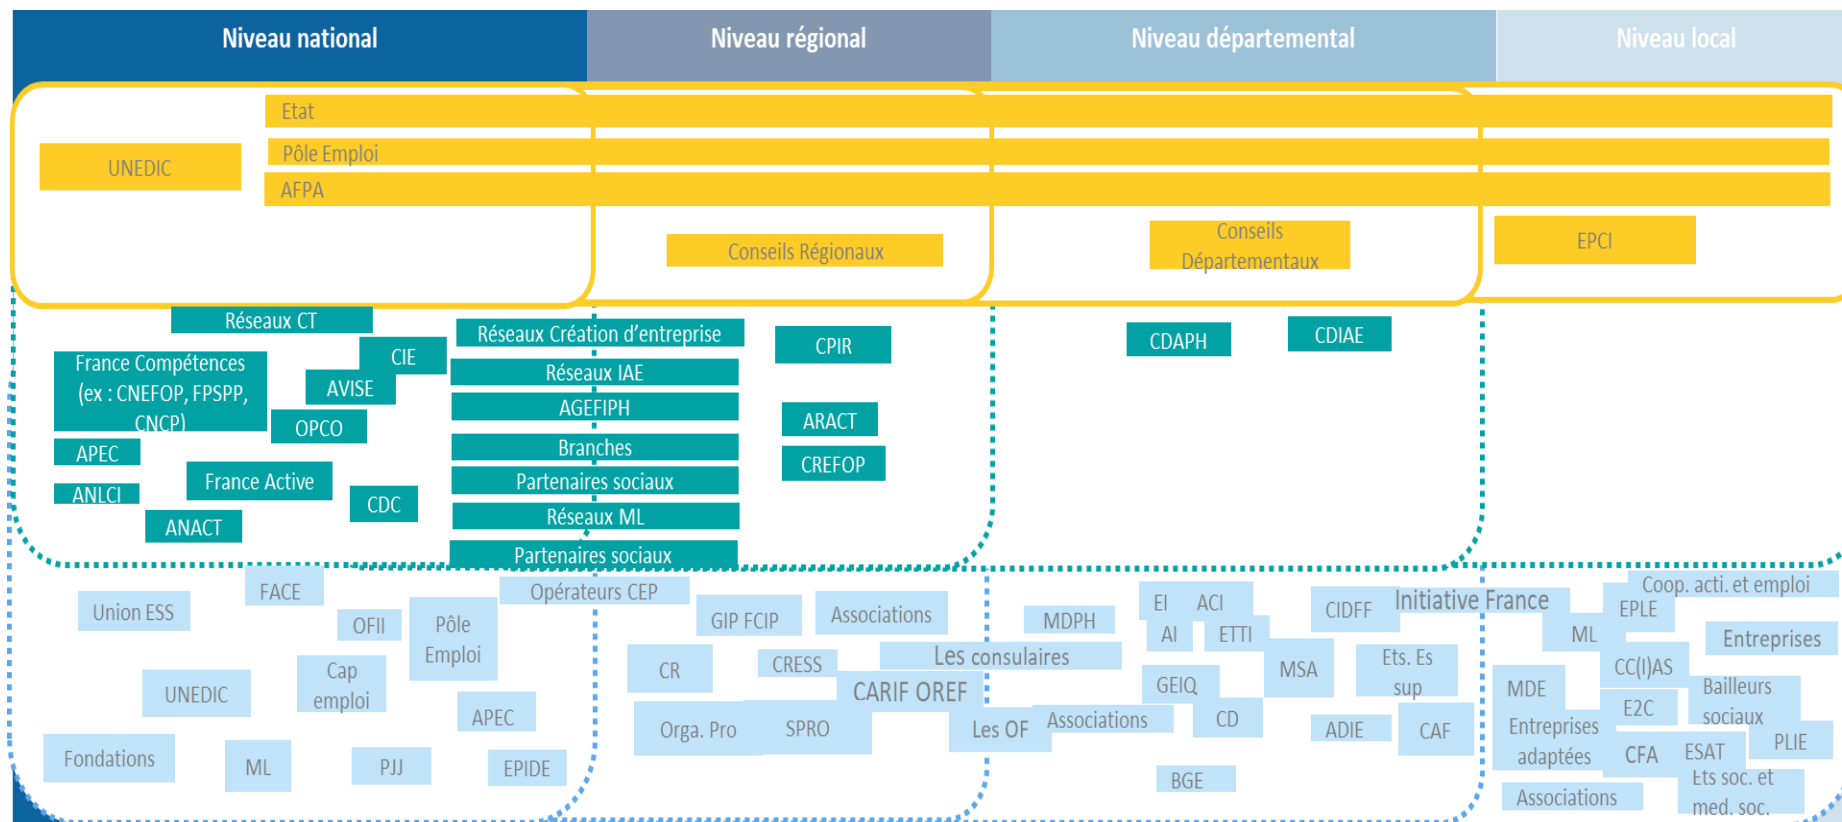 Niveau national
Niveau régional
Niveau départemental
Niveau local
Etat
Pôle Emploi
UNEDIC
AFPA
Conseils Régionaux
Conseils
Départementaux
EPCI
Réseaux CT
Réseaux Création d'entreprise
CIE
CPIR
CDAPH
CDIAE
France Compétences
(ex : CNEFOP, FPSPP,
CNCP)
AVISE
Réseaux IAE
OPCO
AGEFIPH
ARACT
APEC
Branches
CREFOP
France Active
Partenaires sociaux
ANLCI
CDC
Réseaux ML
ANACT
Partenaires sociaux
FACE
Opérateurs CEP
Union ESS
OFII
Pôle
Emploi
GIP FCIP
Associations
MDPH
EI
ACI
CIDFF
Initiative France
EPLE
Coop. acti. et emploi
AI
ETTI
ML
Entreprises
Cap
emploi
CR
CRESS
Les consulaires
MSA
Ets. Es
sup
CC(I)AS
UNEDIC
CARIF OREF
GEIQ
MDE
Bailleurs
sociaux
APEC
E2C
Orga. Pro
SPRO
Les OF
Associations
CD
ADIE
CAF
Entreprises
adaptées
PLIE
Fondations
ML
PJJ
EPIDE
BGE
CFA
ESAT
Ets soc. et
med. soc.
Associations